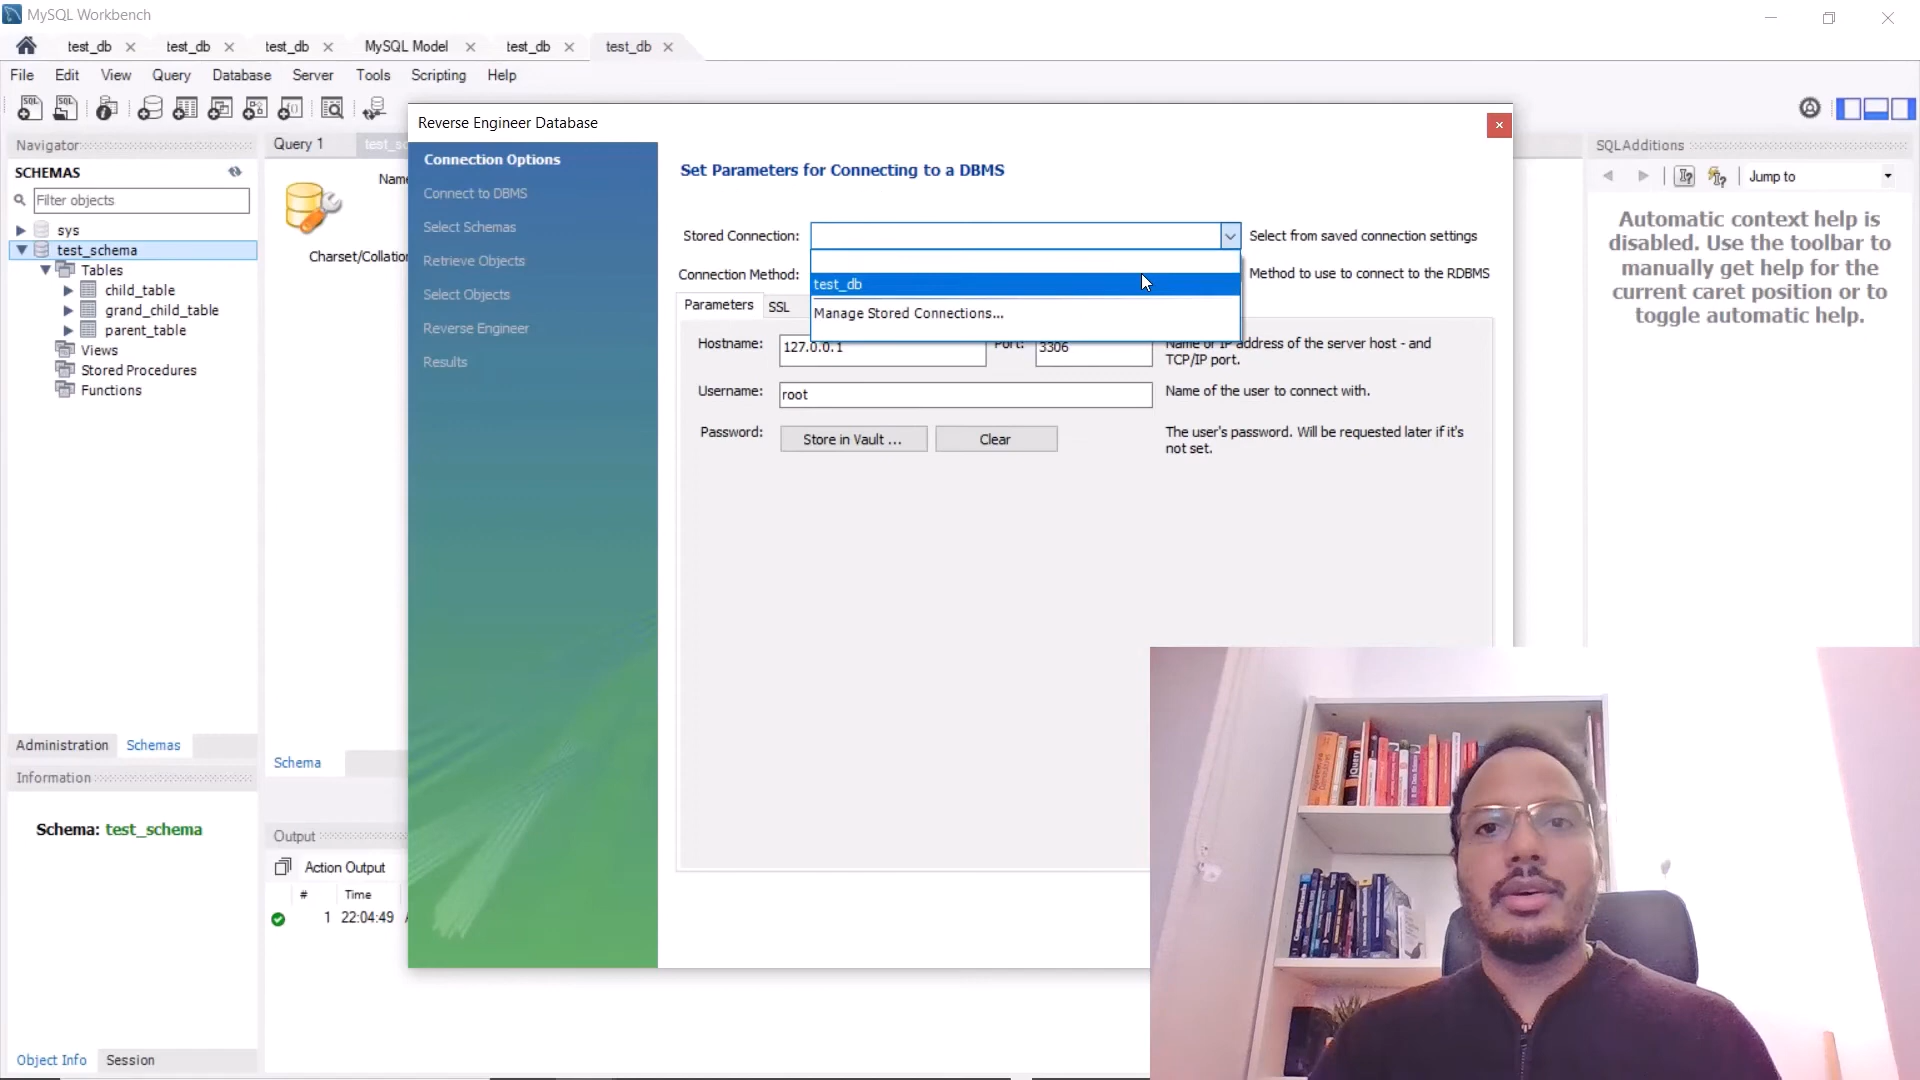 MySQL Workbench
test_db
test_db
test_db
MySQL Model
test_db
test_db
File Edit View Query Database Server Tools Scripting Help
Navigator
SCHEMAS
Filter objects
sys
test_schema
Tables
child_table
grand_child_table
parent_table
Views
Stored Procedures
Functions
Administration Schemas
Information
Schema: test_schema
Object Info Session
Query 1
Name
Charset/Collation
Schema
Output
Action Output
# Time
1 22:04:49
Reverse Engineer Database
Connection Options
Connect to DBMS
Select Schemas
Retrieve Objects
Select Objects
Reverse Engineer
Results
Set Parameters for Connecting to a DBMS
Stored Connection: Select from saved connection settings
test_db
Manage Stored Connections...
Connection Method: Method to use to connect to the RDBMS
Parameters SSL
Hostname: 127.0.0.1 Port: 3306 Name or IP address of the server host - and
TCP/IP port.
Username: root Name of the user to connect with.
Password: Store in Vault ... Clear The user's password. Will be requested later if it's
not set.
SQLAdditions
Jump to
Automatic context help is
disabled. Use the toolbar to
manually get help for the
current caret position or to
toggle automatic help.
jQuery